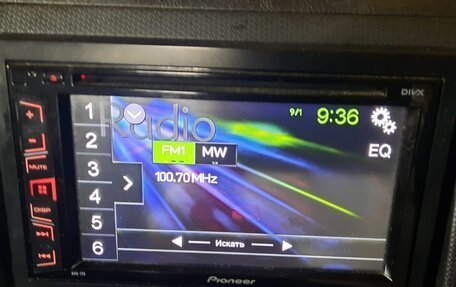 DIVX
1
Radio
9/1 9:36
2
FM1 MW
EQ
MUTE
3
100.70 MHz
4
DISP
5
Искать
6
Pioneer